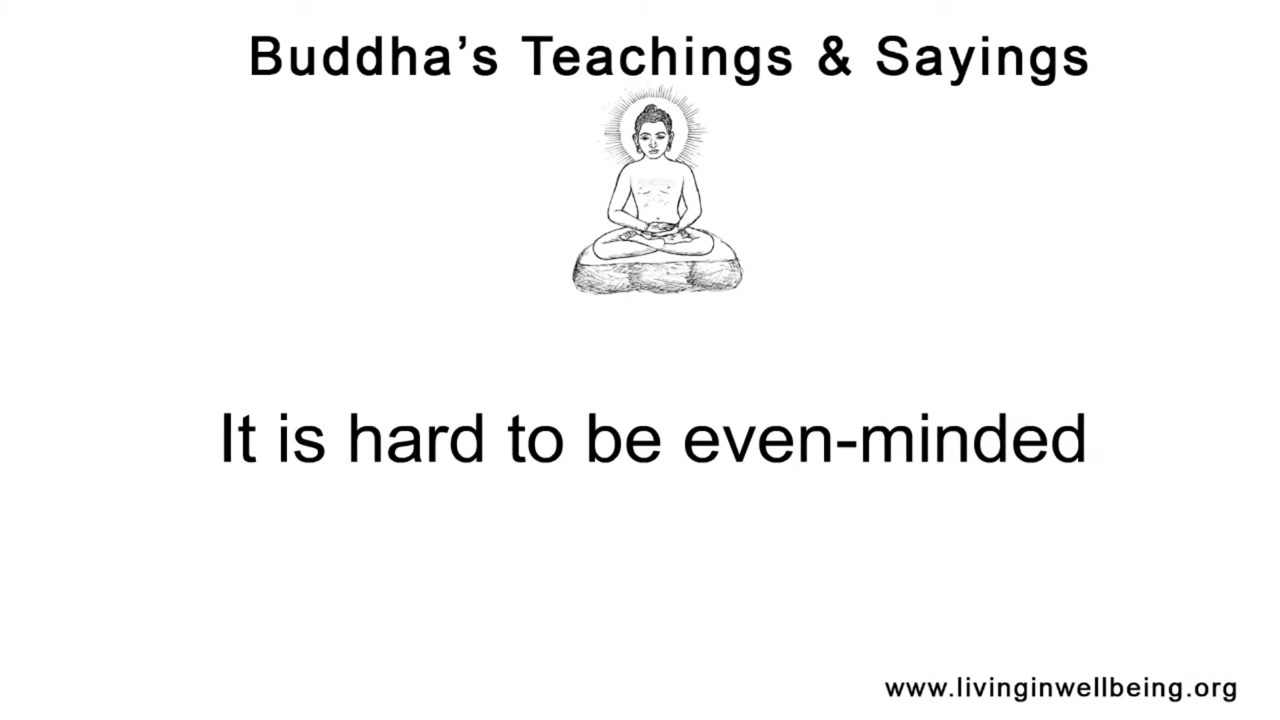 Buddha’s Teachings & Sayings
It is hard to be even-minded
www.livinginwellbeing.org